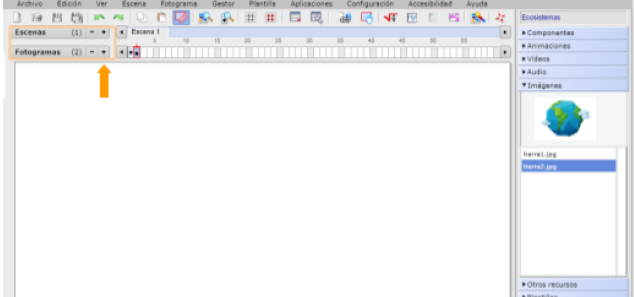 Archivo Edición Ver Escena Fotograma Gestor Plantilla Aplicaciones Configuración Accesibilidad Ayuda
Ecosistemas
Escenas (1) - +
Escena 1
Componentes
5 10 15 20 25 30 35 40 45 50 55
Animaciones
Fotogramas (2) - +
Vídeos
Audio
Imágenes
tierra1.jpg
tierra2.jpg
Otros recursos
Plantillas